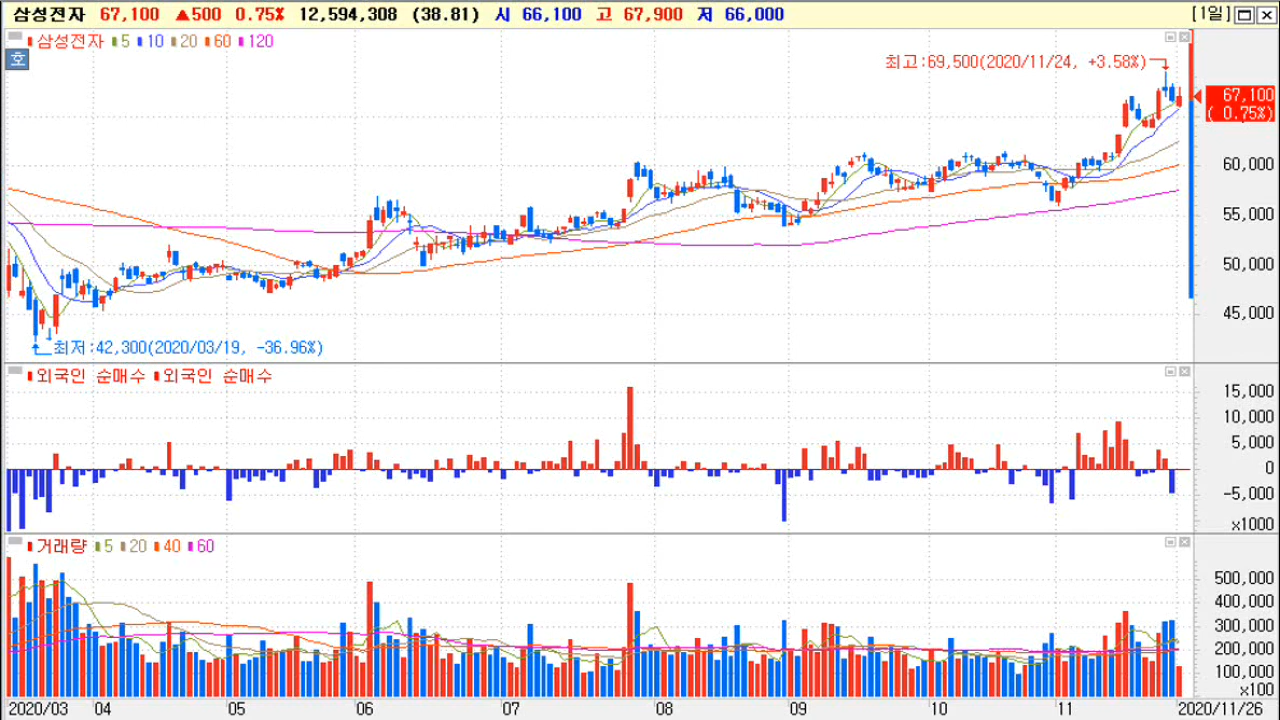 삼성전자 67,100 ▲500 0.75% 12,594,308 (38.81) 시 66,100 고 67,900 저 66,000 [1일]
삼성전자 5 10 20 60 120
호
최고:69,500(2020/11/24, +3.58%)
67,100
( 0.75%)
60,000
55,000
50,000
45,000
최저:42,300(2020/03/19, -36.96%)
외국인 순매수 외국인 순매수
15,000
10,000
5,000
0
-5,000
x1000
거래량 5 20 40 60
500,000
400,000
300,000
200,000
100,000
x100
2020/03 04 05 06 07 08 09 10 11 2020/11/26